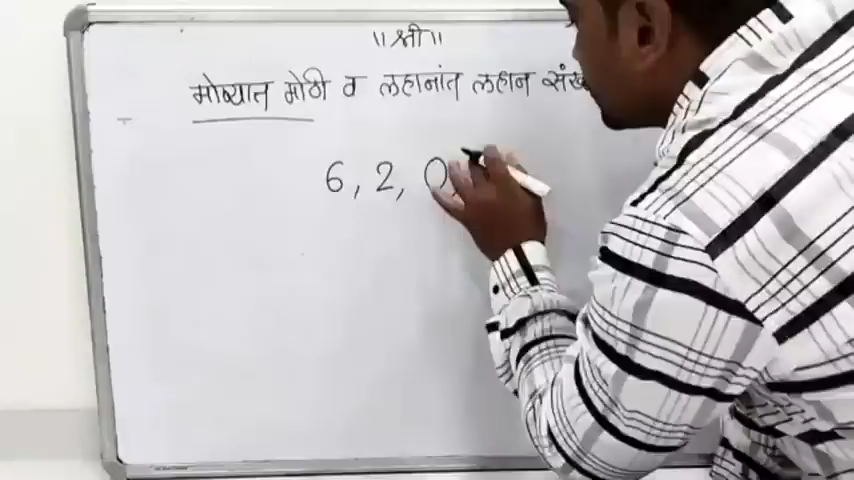 ॥ श्री ॥
मोठ्यात मोठी व लहानांत लहान
6, 2, 0